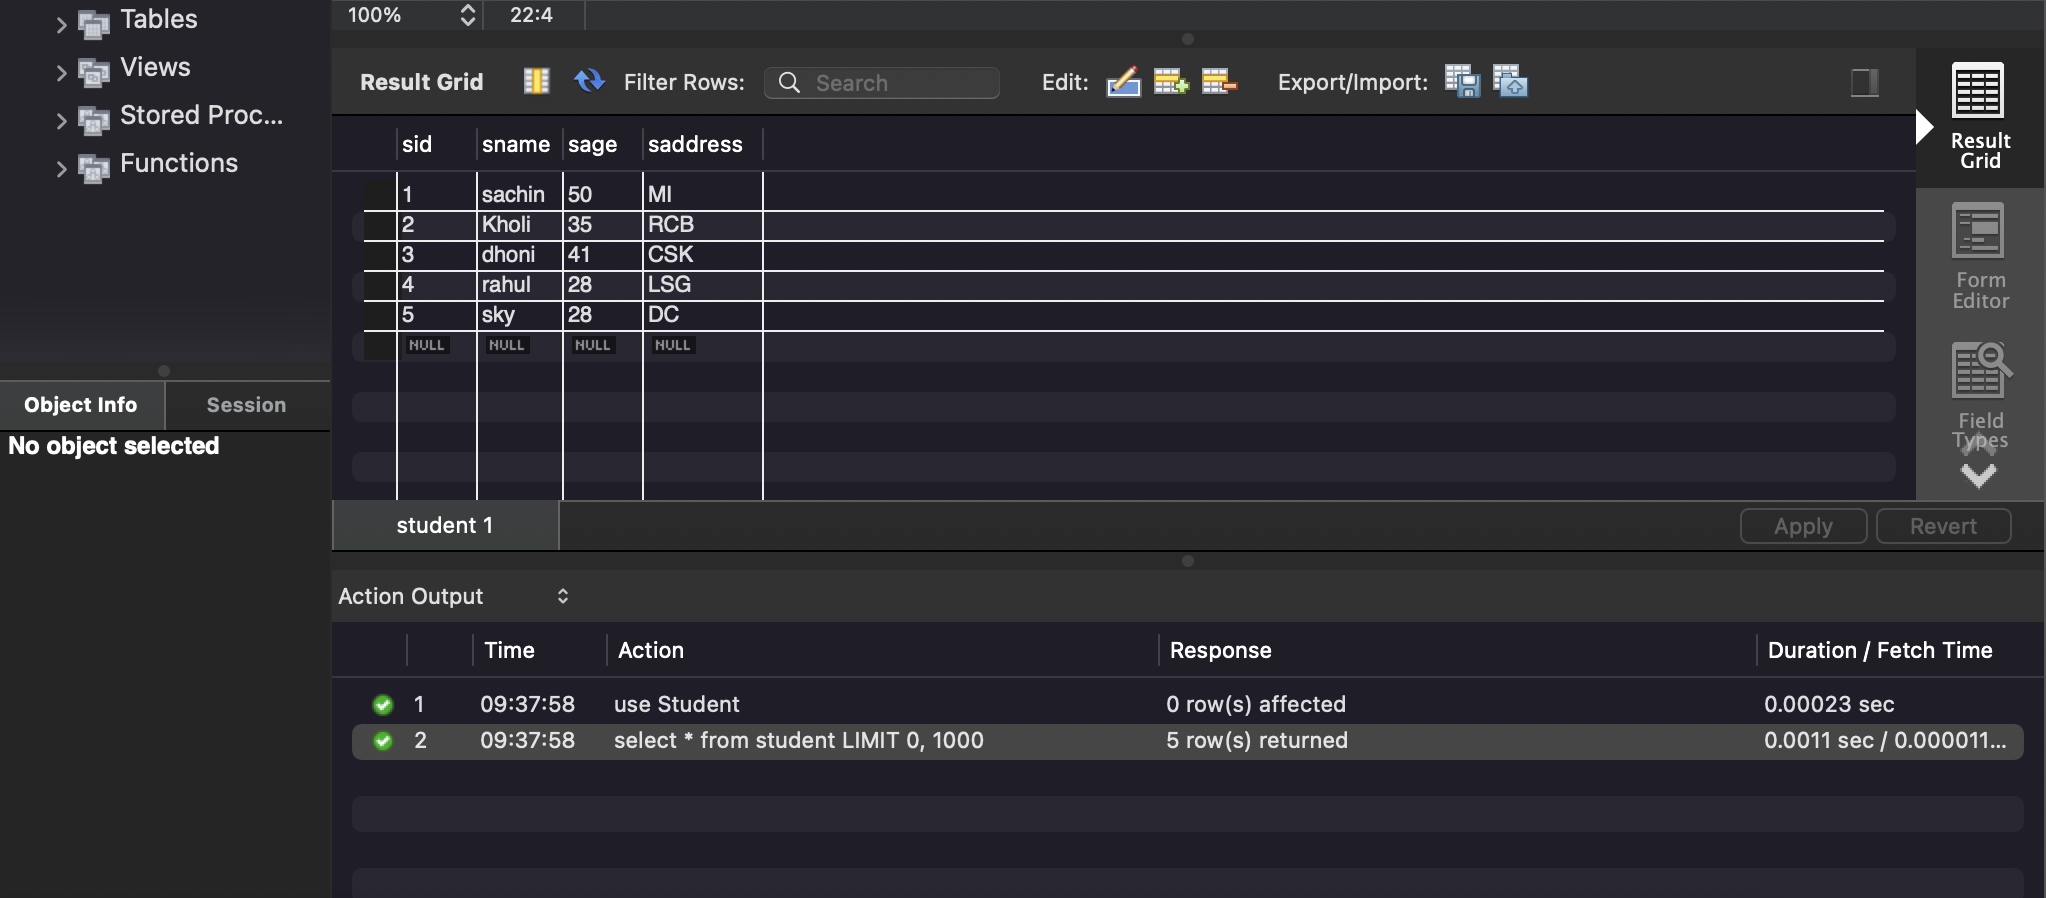 Tables
Views
Stored Proc...
Functions
Object Info Session
No object selected
100% 22:4
Result Grid Filter Rows: Search Edit: Export/Import:
sid sname sage saddress
1 sachin 50 MI
2 Kholi 35 RCB
3 dhoni 41 CSK
4 rahul 28 LSG
5 sky 28 DC
NULL NULL NULL NULL
Result
Grid
Form
Editor
Field
Types
student 1 Apply Revert
Action Output
Time Action Response Duration / Fetch Time
1 09:37:58 use Student 0 row(s) affected 0.00023 sec
2 09:37:58 select * from student LIMIT 0, 1000 5 row(s) returned 0.0011 sec / 0.000011...